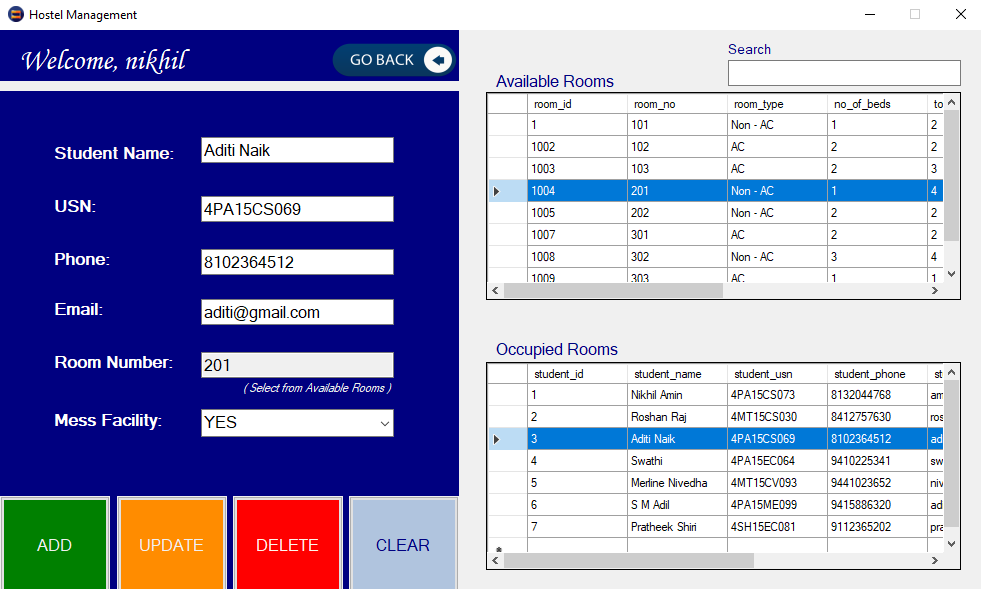 Hostel Management
Welcome, nikhil
GO BACK
Student Name: Aditi Naik
USN: 4PA15CS069
Phone: 8102364512
Email: aditi@gmail.com
Room Number: 201
( Select from Available Rooms )
Mess Facility: YES
ADD UPDATE DELETE CLEAR
Search
Available Rooms
room_id room_no room_type no_of_beds to
1 101 Non - AC 1 2
1002 102 AC 2 2
1003 103 AC 2 3
1004 201 Non - AC 1 4
1005 202 Non - AC 2 2
1007 301 AC 2 2
1008 302 Non - AC 3 4
1009 303 AC 1 1
Occupied Rooms
student_id student_name student_usn student_phone st
1 Nikhil Amin 4PA15CS073 8132044768 am
2 Roshan Raj 4MT15CS030 8412757630 ros
3 Aditi Naik 4PA15CS069 8102364512 ad
4 Swathi 4PA15EC064 9410225341 sw
5 Merline Nivedha 4MT15CV093 9441023652 niv
6 S M Adil 4PA15ME099 9415886320 ad
7 Pratheek Shiri 4SH15EC081 9112365202 pra